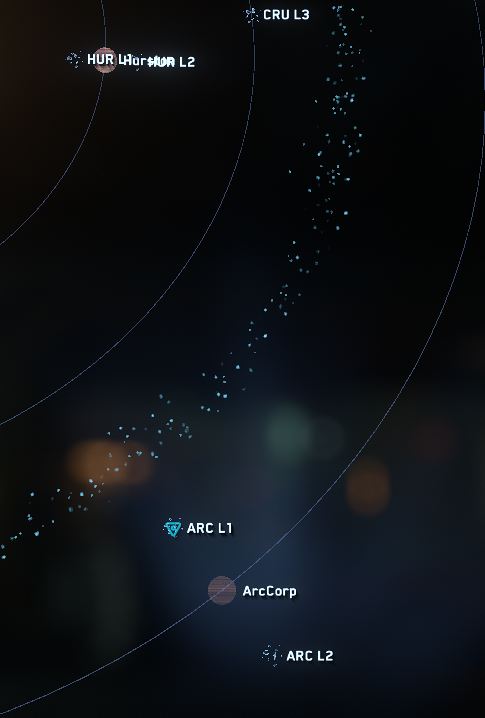 CRU L3
HUR L1
Hurston
HUR L2
ARC L1
ArcCorp
ARC L2